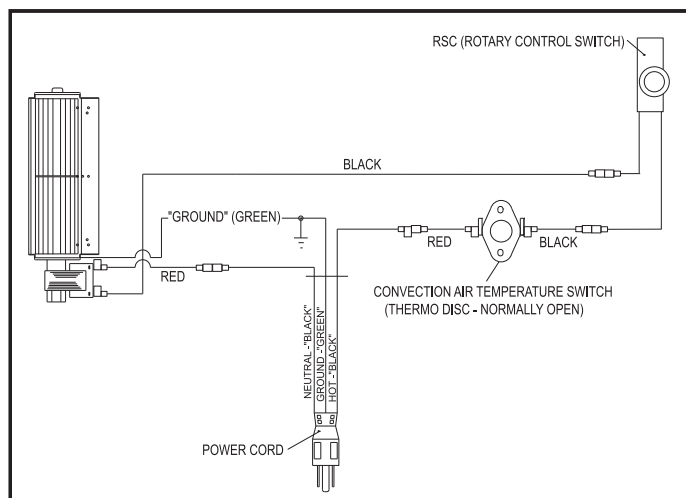 RSC (ROTARY CONTROL SWITCH)
BLACK
"GROUND" (GREEN)
RED
BLACK
RED
CONVECTION AIR TEMPERATURE SWITCH
(THERMO DISC - NORMALLY OPEN)
NEUTRAL -"BLACK"
GROUND -"GREEN"
HOT -"BLACK"
POWER CORD